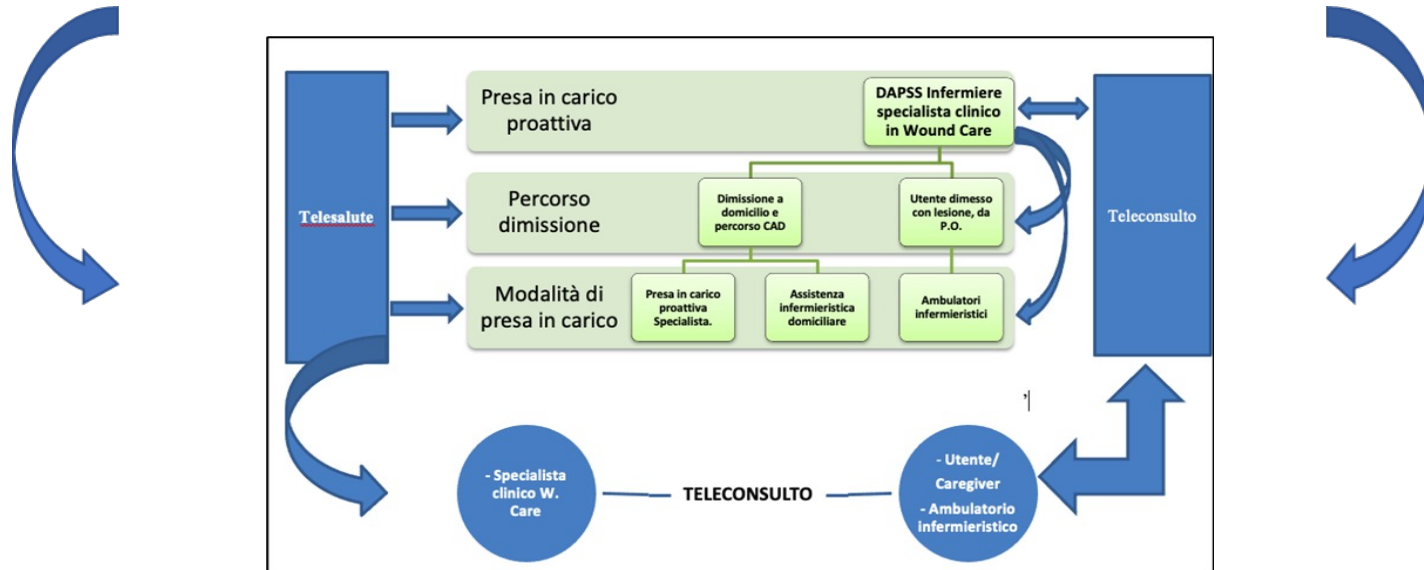 Telesalute
Presa in carico
proattiva
DAPSS Infermiere
specialista clinico
in Wound Care
Percorso
dimissione
Dimissione a
domicilio e
percorso CAD
Utente dimesso
con lesione, da
P.O.
Modalità di
presa in carico
Presa in carico
proattiva
Specialista.
Assistenza
infermieristica
domiciliare
Ambulatori
infermieristici
Teleconsulto
’|
- Specialista
clinico W.
Care
TELECONSULTO
- Utente/
Caregiver
- Ambulatorio
infermieristico